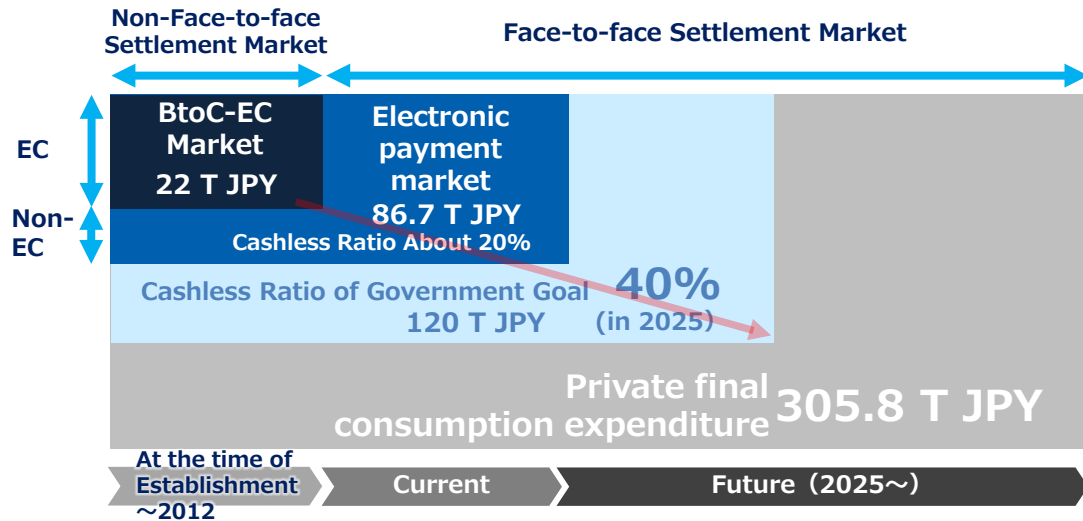 Non-Face-to-face
Settlement Market
Face-to-face Settlement Market
EC
Non-
EC
BtoC-EC
Market
22 T JPY
Electronic
payment
market
86.7 T JPY
Cashless Ratio About 20%
Cashless Ratio of Government Goal 40%
120 T JPY (in 2025)
Private final
consumption expenditure 305.8 T JPY
At the time of
Establishment
～2012
Current
Future（2025～）